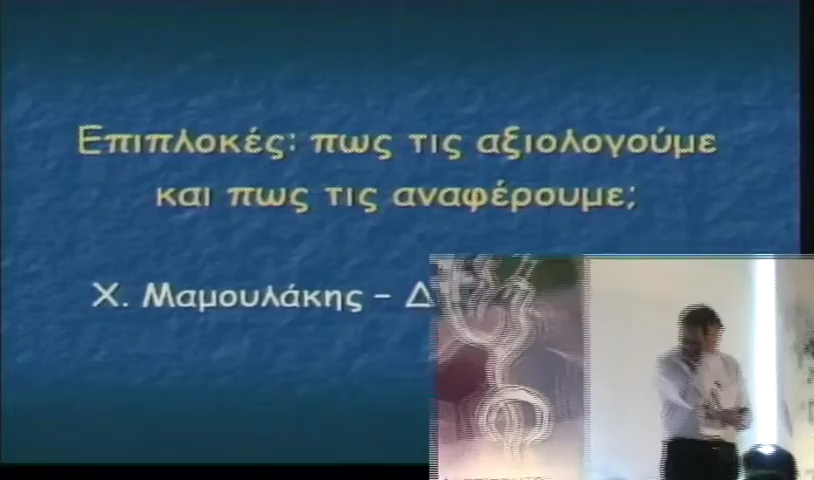 Επιπλοκές: πως τις αξιολογούμε
και πως τις αναφέρουμε;
Χ. Μαμουλάκης – Δ